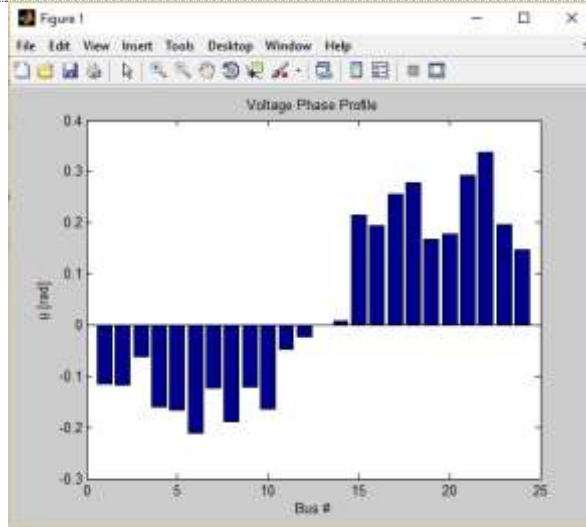 Figure 1
File Edit View Insert Tools Desktop Window Help
Voltage Phase Profile
0.4
0.3
0.2
0.1
0
-0.1
-0.2
-0.3
[rad]
0 5 10 15 20 25
Bus #